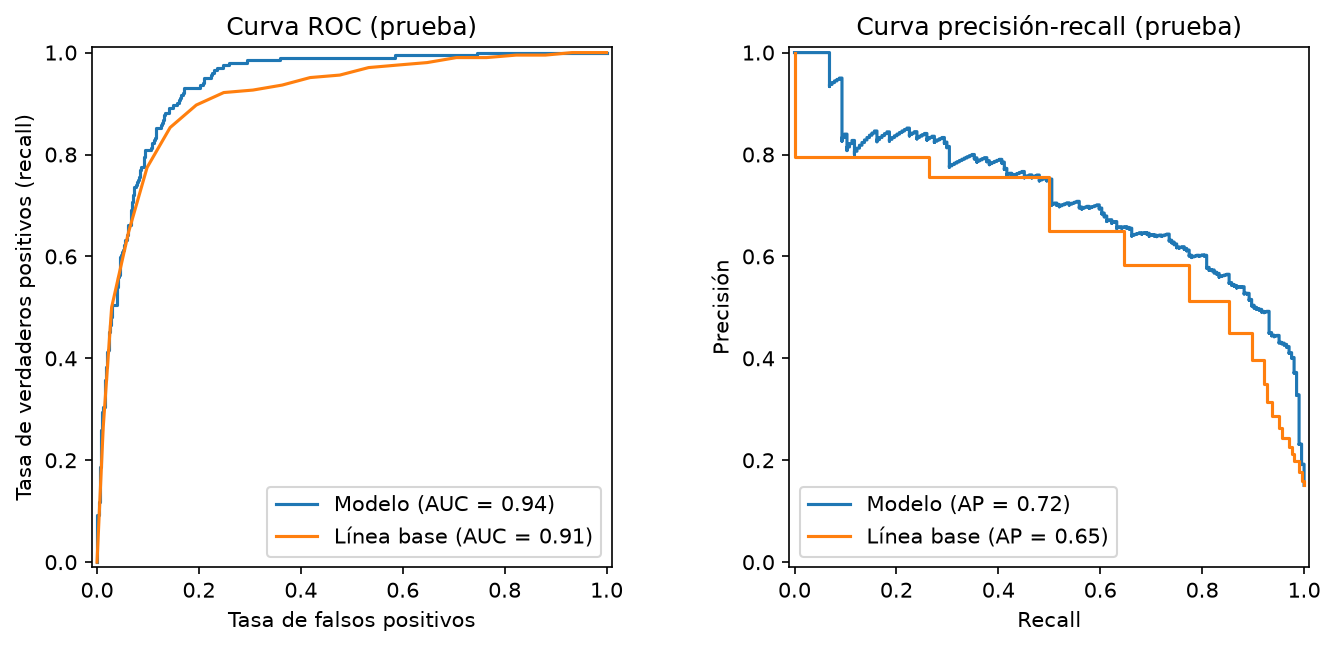 Curva ROC (prueba)
Tasa de verdaderos positivos (recall)
1.0
0.8
0.6
0.4
0.2
0.0
0.0 0.2 0.4 0.6 0.8 1.0
Tasa de falsos positivos
Modelo (AUC = 0.94)
Línea base (AUC = 0.91)
Curva precisión-recall (prueba)
Precisión
1.0
0.8
0.6
0.4
0.2
0.0
0.0 0.2 0.4 0.6 0.8 1.0
Recall
Modelo (AP = 0.72)
Línea base (AP = 0.65)